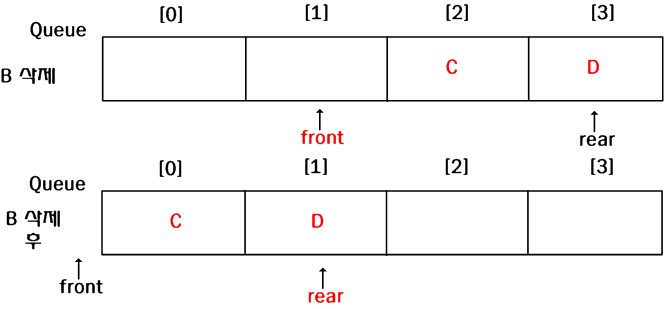 [0] [1] [2] [3]
Queue
B 삭제
C D
front rear
[0] [1] [2] [3]
Queue
B 삭제
후
C D
front rear